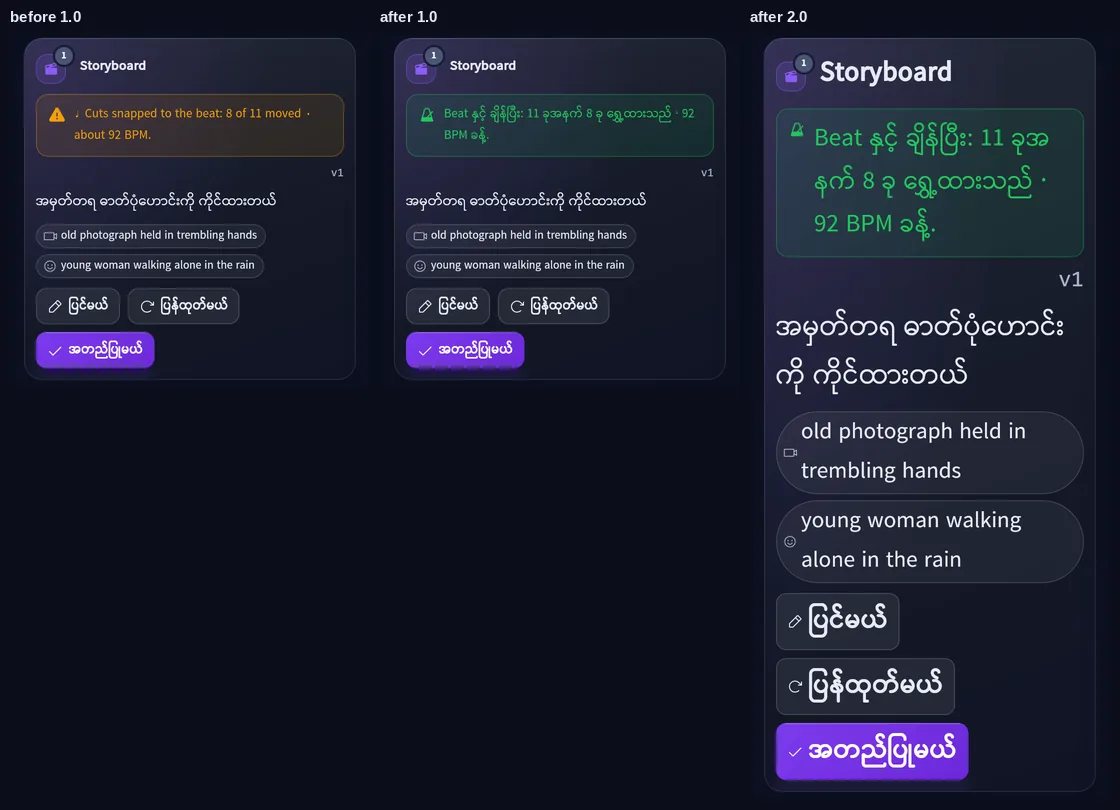 before 1.0
1
Storyboard
♩ Cuts snapped to the beat: 8 of 11 moved ·
about 92 BPM.
v1
အမှတ်တရ ဓာတ်ပုံဟောင်းကို ကိုင်ထားတယ်
old photograph held in trembling hands
young woman walking alone in the rain
ပြင်မယ်
ပြန်ထုတ်မယ်
အတည်ပြုမယ်
after 1.0
1
Storyboard
Beat နှင့် ချိန်ပြီး: 11 ခုအနက် 8 ခု ရွှေ့ထားသည် · 92
BPM ခန့်.
v1
အမှတ်တရ ဓာတ်ပုံဟောင်းကို ကိုင်ထားတယ်
old photograph held in trembling hands
young woman walking alone in the rain
ပြင်မယ်
ပြန်ထုတ်မယ်
အတည်ပြုမယ်
after 2.0
1
Storyboard
Beat နှင့် ချိန်ပြီး: 11 ခုအ
နက် 8 ခု ရွှေ့ထားသည် ·
92 BPM ခန့်.
v1
အမှတ်တရ ဓာတ်ပုံဟောင်း
ကို ကိုင်ထားတယ်
old photograph held in
trembling hands
young woman walking
alone in the rain
ပြင်မယ်
ပြန်ထုတ်မယ်
အတည်ပြုမယ်